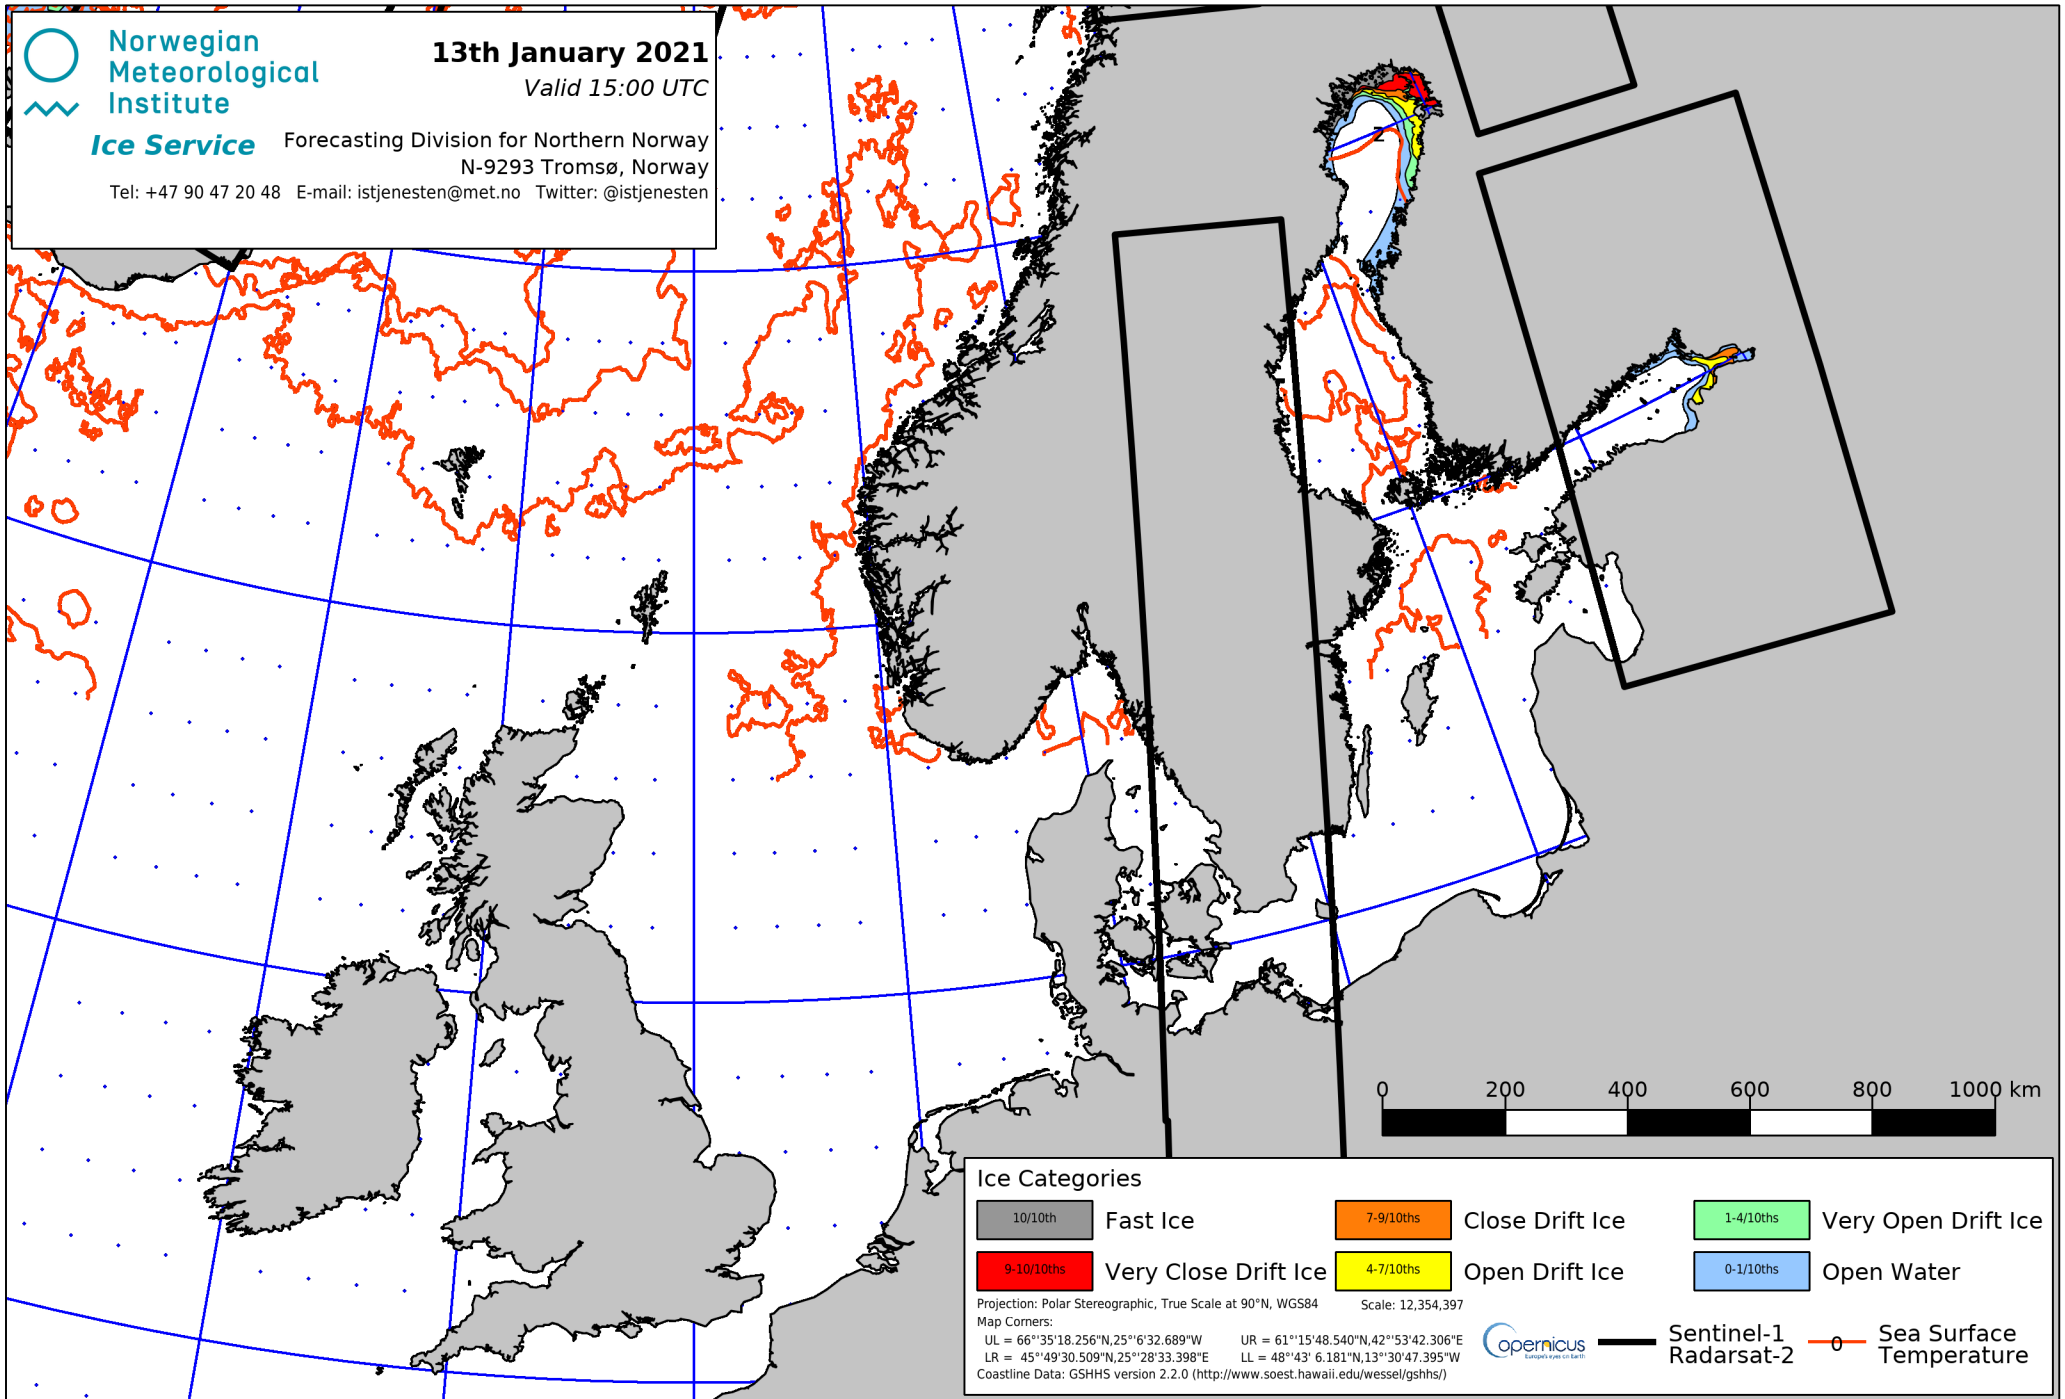 Norwegian
Meteorological
Institute
Ice Service
13th January 2021
Valid 15:00 UTC
Forecasting Division for Northern Norway
N-9293 Tromsø, Norway
Tel: +47 90 47 20 48 E-mail: istjenesten@met.no Twitter: @istjenesten
2
0 200 400 600 800 1000 km
Ice Categories
10/10th Fast Ice 7-9/10ths Close Drift Ice 1-4/10ths Very Open Drift Ice
9-10/10ths Very Close Drift Ice 4-7/10ths Open Drift Ice 0-1/10ths Open Water
Projection: Polar Stereographic, True Scale at 90°N, WGS84 Scale: 12,354,397
Map Corners:
UL = 66°'35'18.256"N,25°'6'32.689"W UR = 61°'15'48.540"N,42°'53'42.306"E
LR = 45°'49'30.509"N,25°'28'33.398"E LL = 48°'43' 6.181"N,13°'30'47.395"W
Coastline Data: GSHHS version 2.2.0 (http://www.soest.hawaii.edu/wessel/gshhs/)
opernicus
Europe's eyes on Earth
Sentinel-1
Radarsat-2
0
Sea Surface
Temperature